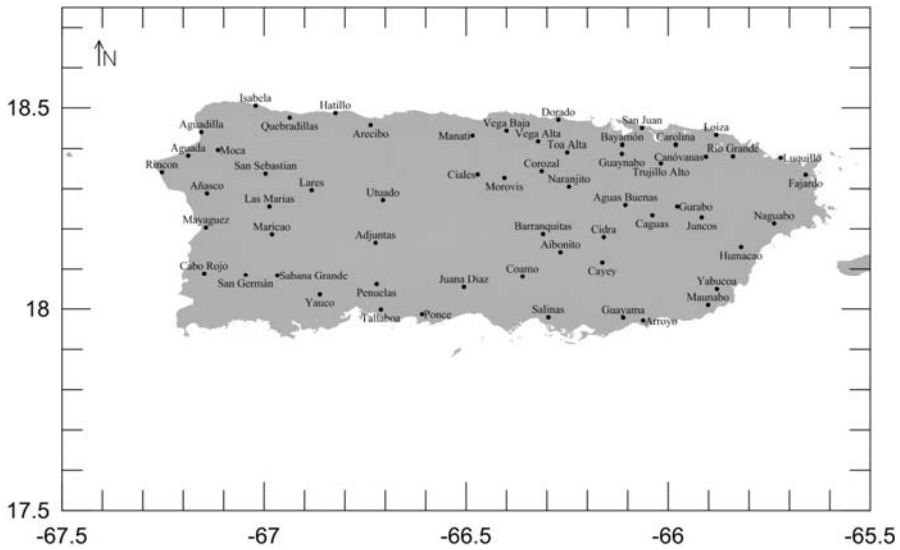 N
18.5
Isabela
Hatillo
Quebradillas
Aguadilla
Arecibo
Dorado
San Juan
Vega Baja
Manatí
Vega Alta
Toa Alta
Bayamón
Carolina
Loiza
Aguada
Moca
Rincon
San Sebastian
Ciales
Morovis
Corozal
Naranjito
Guaynabo
Trujillo Alto
Canóvanas
Rio Grande
Luquillo
Fajardo
Añasco
Las Marias
Lares
Utuado
Aguas Buenas
Gurabo
Caguas
Juncos
Naguabo
Mayaguez
Maricao
Adjuntas
Barranquitas
Aibonito
Cidra
Humacao
Cabo Rojo
San Germán
Sabana Grande
Yauco
Penuelas
Juana Diaz
Coamo
Cayey
Yabucoa
Maunabo
18
Tallaboa
Ponce
Salinas
Guayama
Arroyo
17.5
-67.5
-67
-66.5
-66
-65.5